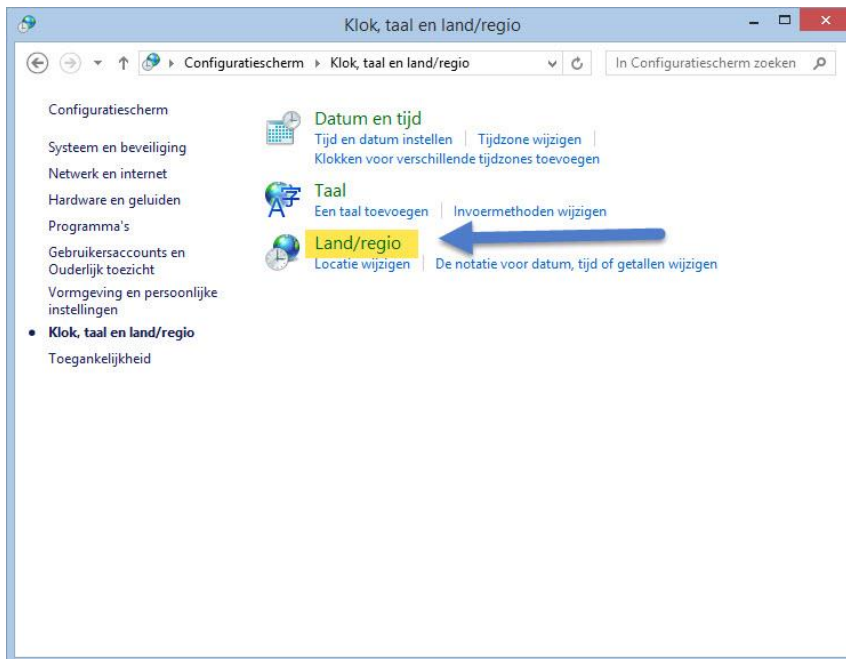 Klok, taal en land/regio
Configuratiescherm Klok, taal en land/regio In Configuratiescherm zoeken
Configuratiescherm
Systeem en beveiliging
Netwerk en internet
Hardware en geluiden
Programma's
Gebruikersaccounts en
Ouderlijk toezicht
Vormgeving en persoonlijke
instellingen
Klok, taal en land/regio
Toegankelijkheid
Datum en tijd
Tijd en datum instellen Tijdzone wijzigen
Klokken voor verschillende tijdzones toevoegen
Taal
Een taal toevoegen Invoermethoden wijzigen
Land/regio
Locatie wijzigen De notatie voor datum, tijd of getallen wijzigen